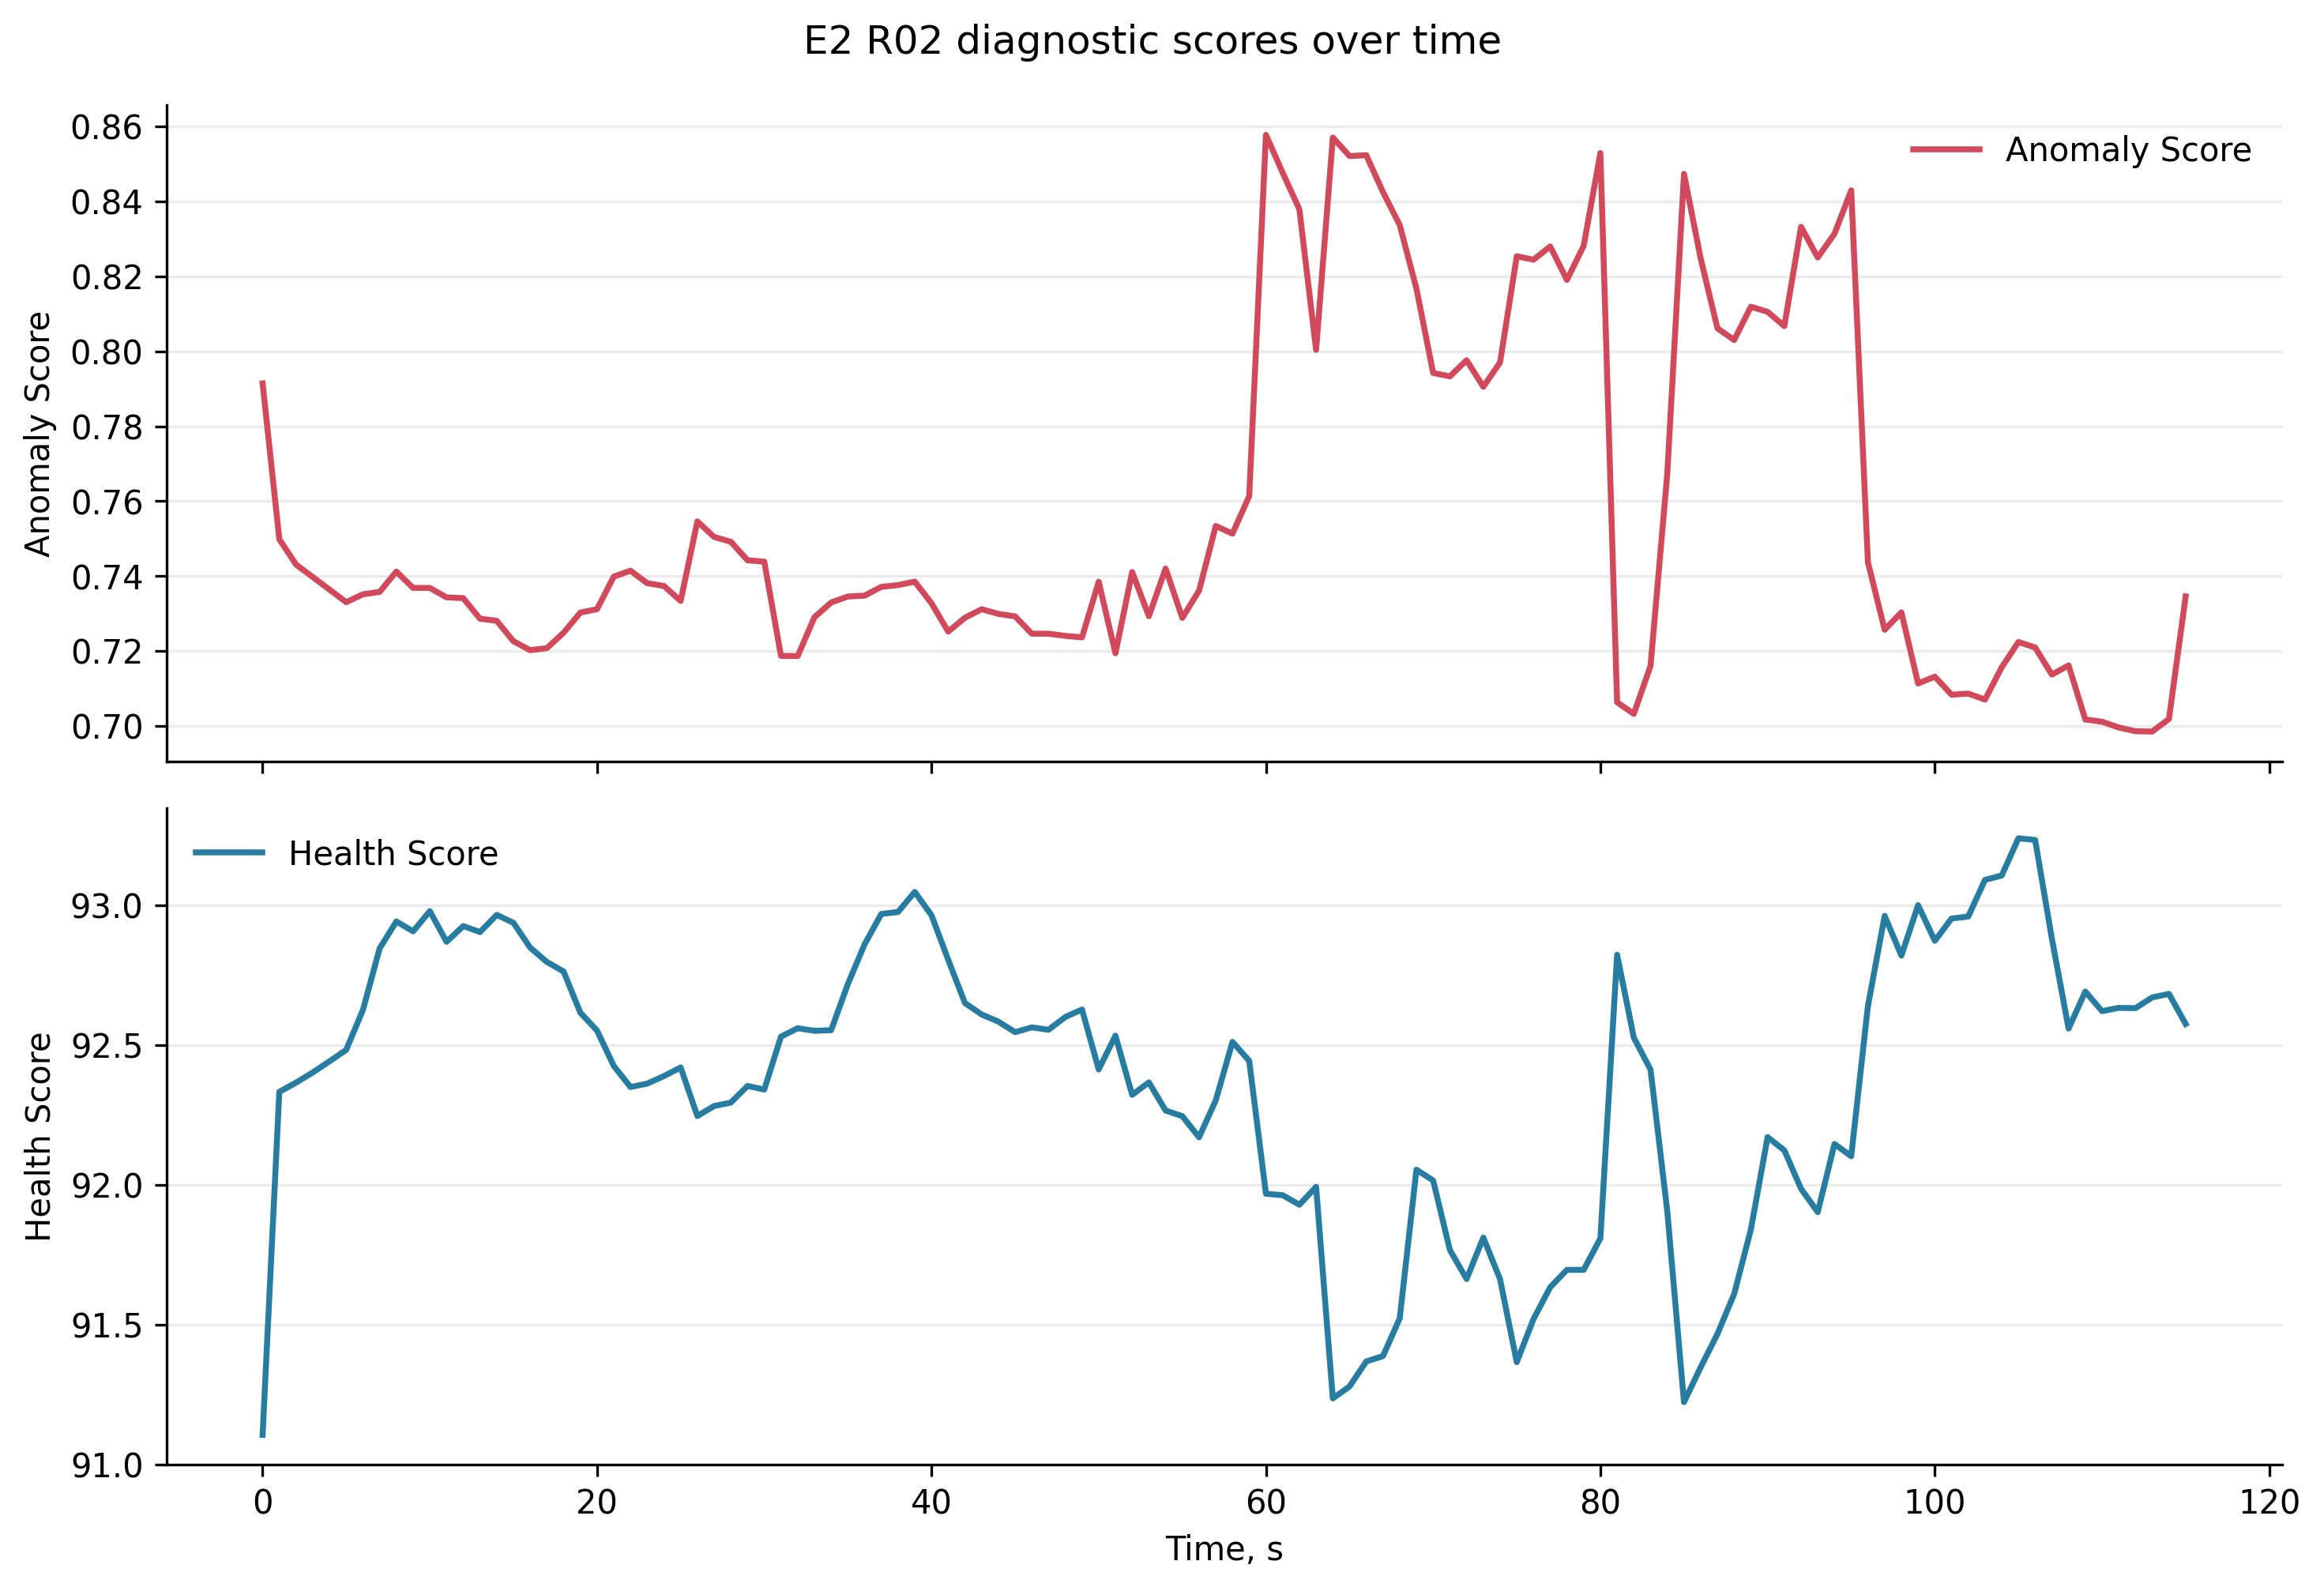 E2 R02 diagnostic scores over time
Anomaly Score
0.86
0.84
0.82
0.80
0.78
0.76
0.74
0.72
0.70
Anomaly Score
Health Score
93.0
92.5
92.0
91.5
91.0
Health Score
0 20 40 60 80 100 120
Time, s